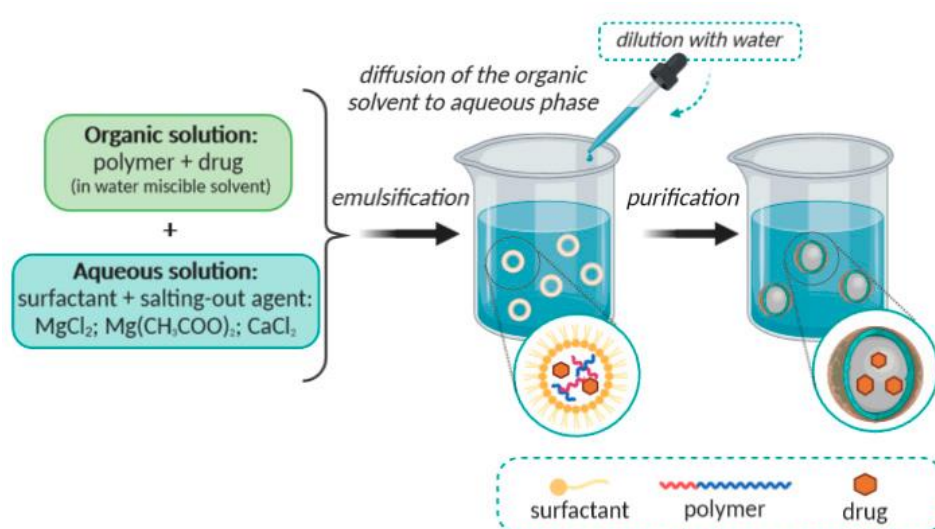 dilution with water
diffusion of the organic
solvent to aqueous phase
Organic solution:
polymer + drug
(in water miscible solvent)
+
Aqueous solution:
surfactant + salting-out agent:
MgCl₂; Mg(CH₃COO)₂; CaCl₂
emulsification
purification
surfactant
polymer
drug